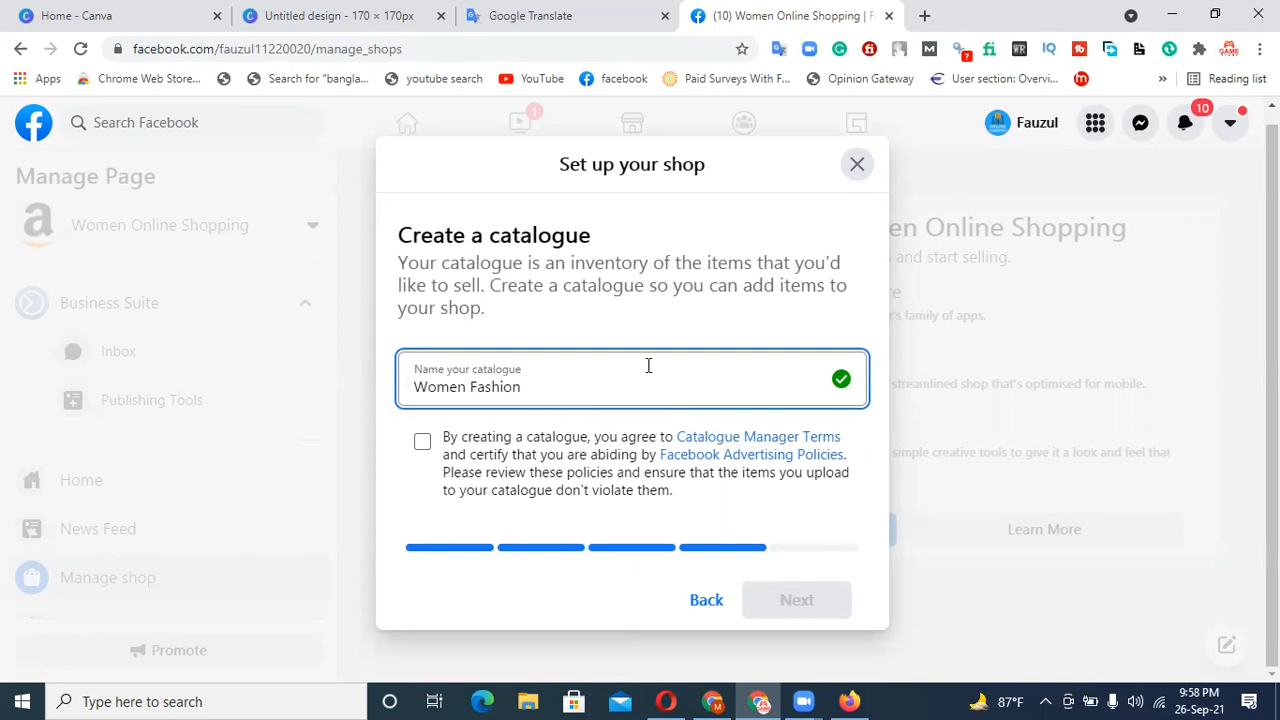 Home - Canva
Untitled design - 170 × 170px
Google Translate
(10) Women Online Shopping | F
facebook.com/fauzul11220020/manage_shops
Apps
Chrome Web Store...
Search for "bangla...
youtube search
YouTube
facebook
Paid Surveys With F...
Opinion Gateway
User section: Overvi...
Reading list
Search Facebook
1
Fauzul
10
Manage Page
Women Online Shopping
Business Suite
Inbox
Publishing Tools
Home
News Feed
Manage shop
Promote
Set up your shop
Create a catalogue
Your catalogue is an inventory of the items that you'd
like to sell. Create a catalogue so you can add items to
your shop.
Name your catalogue
Women Fashion
By creating a catalogue, you agree to Catalogue Manager Terms
and certify that you are abiding by Facebook Advertising Policies.
Please review these policies and ensure that the items you upload
to your catalogue don't violate them.
Back
Next
en Online Shopping
and start selling.
re
's family of apps.
streamlined shop that's optimised for mobile.
simple creative tools to give it a look and feel that
Learn More
Type here to search
87°F
9:58 PM
26-Sep-21